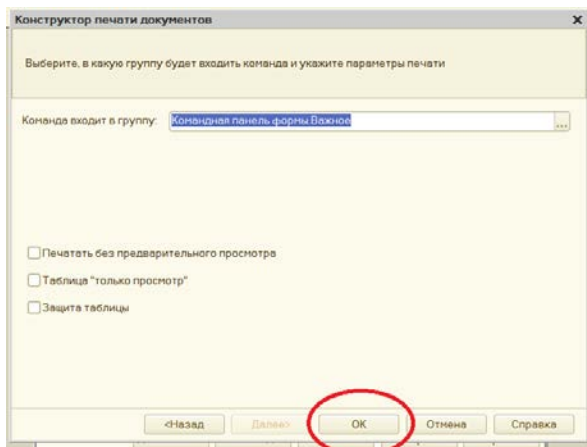 Конструктор печати документов
Выберите, в какую группу будет входить команда и укажите параметры печати
Команда входит в группу: Командная панель формы.Важное ...
Печатать без предварительного просмотра
Таблица "только просмотр"
Защита таблицы
<Назад Далее> ОК Отмена Справка